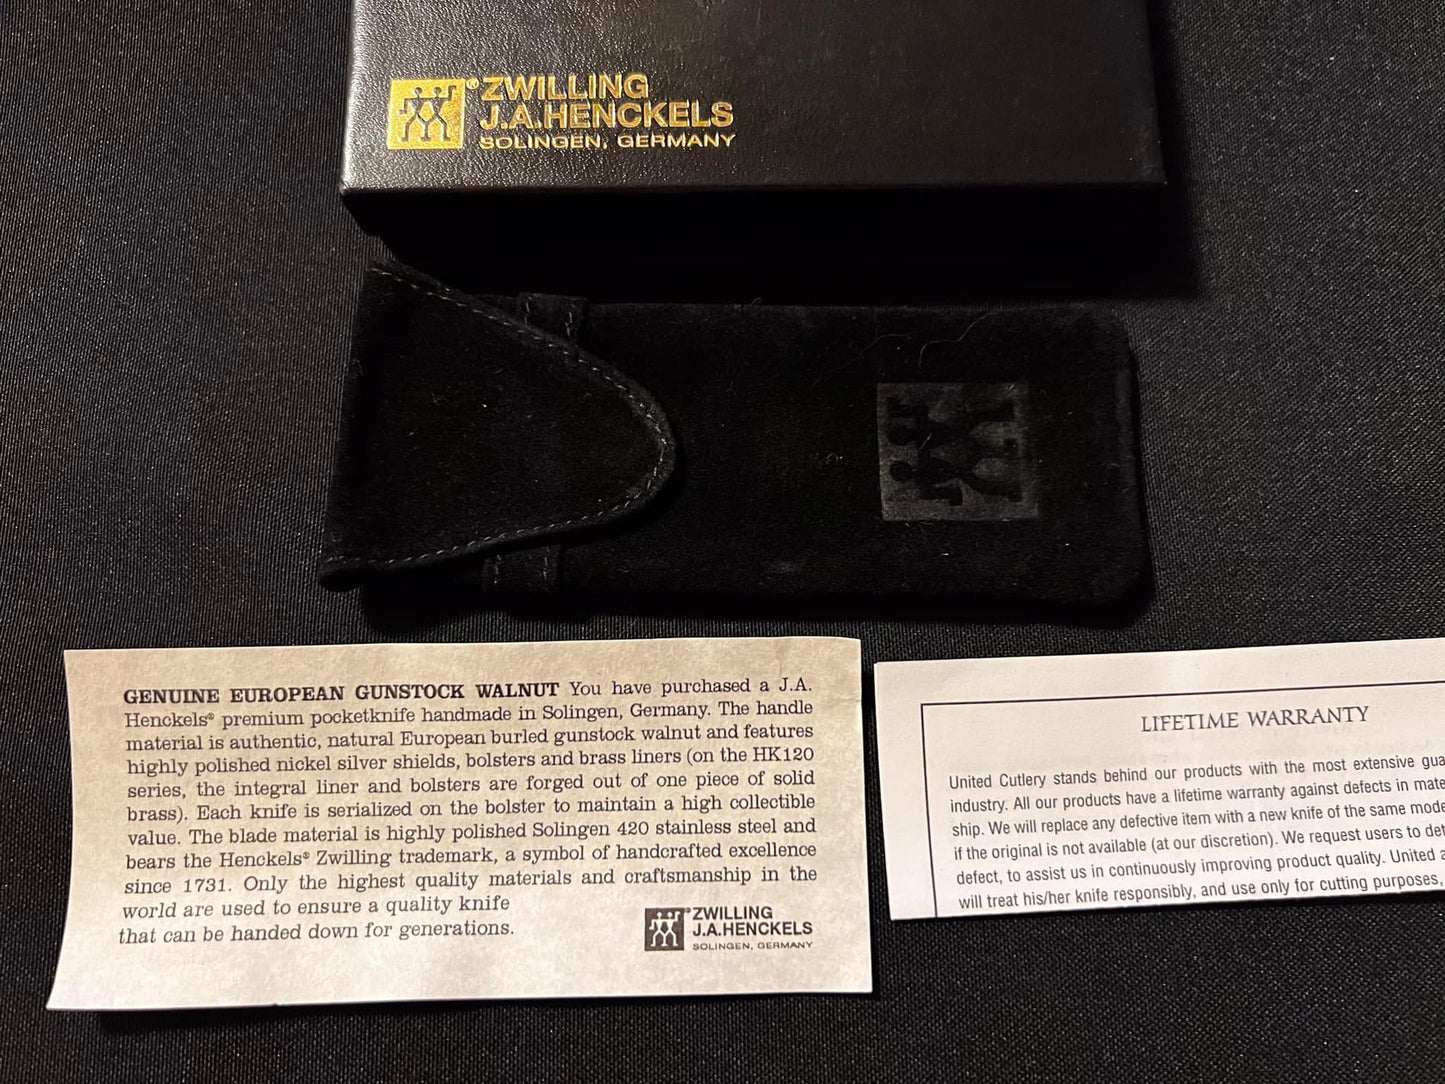 ZWILLING
J.A.HENCKELS
SOLINGEN, GERMANY
GENUINE EUROPEAN GUNSTOCK WALNUT You have purchased a J.A.
Henckels® premium pocketknife handmade in Solingen, Germany. The handle
material is authentic, natural European burled gunstock walnut and features
highly polished nickel silver shields, bolsters and brass liners (on the HK120
series, the integral liner and bolsters are forged out of one piece of solid
brass). Each knife is serialized on the bolster to maintain a high collectible
value. The blade material is highly polished Solingen 420 stainless steel and
bears the Henckels® Zwilling trademark, a symbol of handcrafted excellence
since 1731. Only the highest quality materials and craftsmanship in the
world are used to ensure a quality knife
that can be handed down for generations.
ZWILLING
J.A.HENCKELS
SOLINGEN, GERMANY
LIFETIME WARRANTY
United Cutlery stands behind our products with the most extensive gua
industry. All our products have a lifetime warranty against defects in mate
ship. We will replace any defective item with a new knife of the same mode
if the original is not available (at our discretion). We request users to det
defect, to assist us in continuously improving product quality. United a
will treat his/her knife responsibly, and use only for cutting purposes,